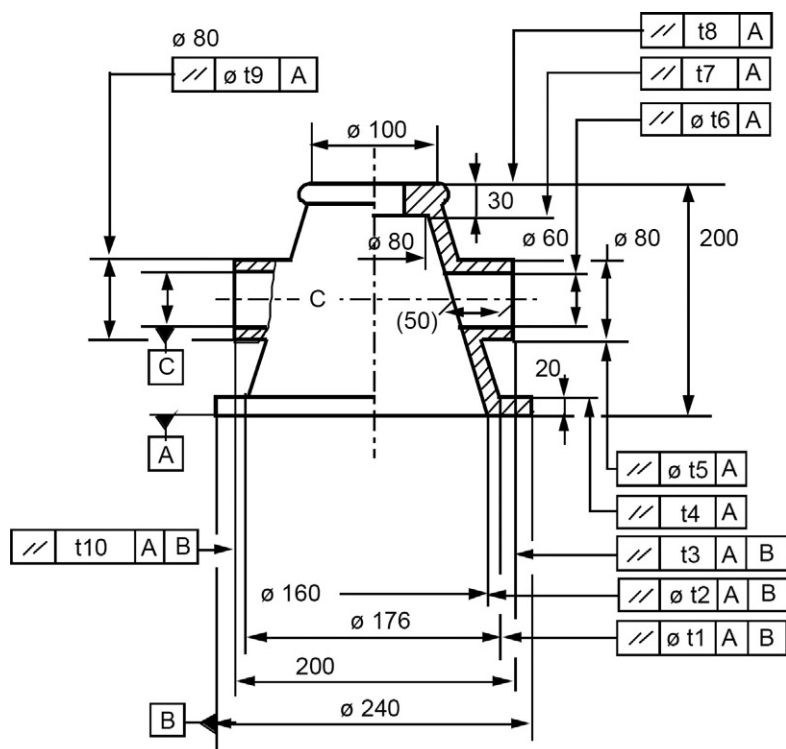 ø 80
// ø t9 A
// t8 A
// t7 A
// ø t6 A
ø 100
30
ø 80
ø 60
ø 80
200
C
(50)
C
20
A
// ø t5 A
// t4 A
// t10 A B
// t3 A B
ø 160
// ø t2 A B
ø 176
// ø t1 A B
200
B
ø 240